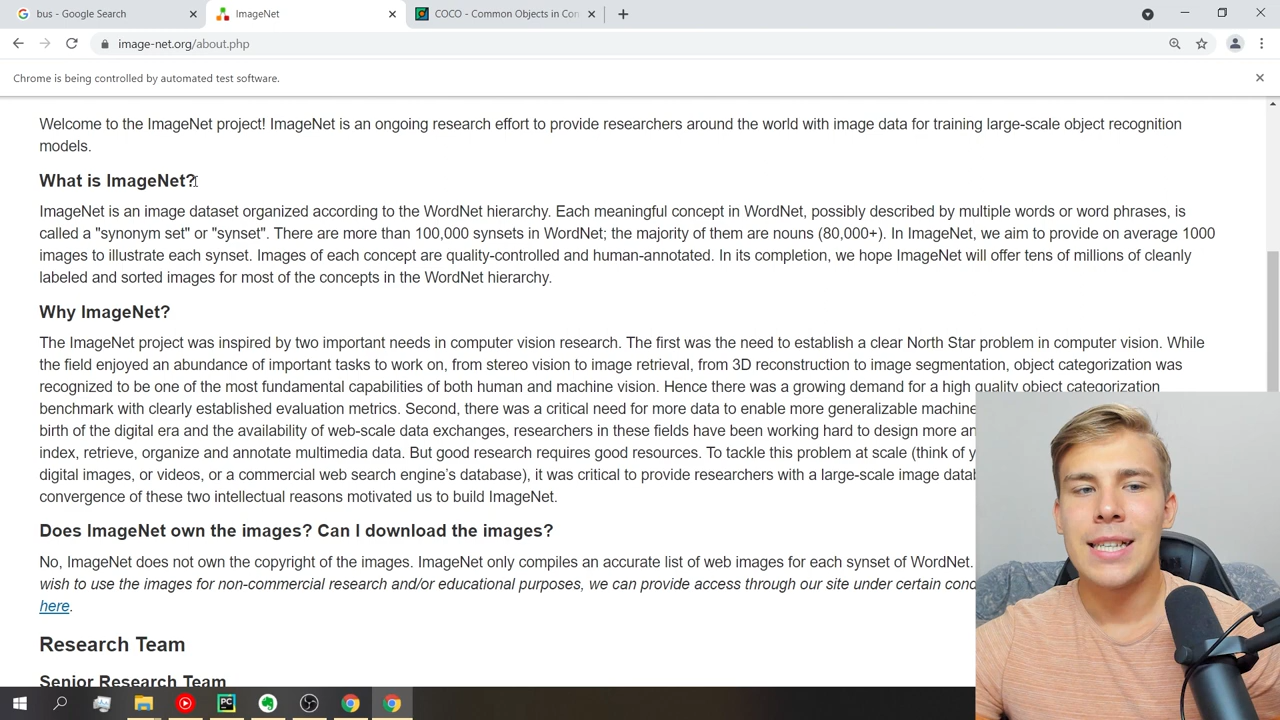 bus - Google Search
ImageNet
COCO - Common Objects in Con
image-net.org/about.php
Chrome is being controlled by automated test software.
Welcome to the ImageNet project! ImageNet is an ongoing research effort to provide researchers around the world with image data for training large-scale object recognition
models.
What is ImageNet?
ImageNet is an image dataset organized according to the WordNet hierarchy. Each meaningful concept in WordNet, possibly described by multiple words or word phrases, is
called a "synonym set" or "synset". There are more than 100,000 synsets in WordNet; the majority of them are nouns (80,000+). In ImageNet, we aim to provide on average 1000
images to illustrate each synset. Images of each concept are quality-controlled and human-annotated. In its completion, we hope ImageNet will offer tens of millions of cleanly
labeled and sorted images for most of the concepts in the WordNet hierarchy.
Why ImageNet?
The ImageNet project was inspired by two important needs in computer vision research. The first was the need to establish a clear North Star problem in computer vision. While
the field enjoyed an abundance of important tasks to work on, from stereo vision to image retrieval, from 3D reconstruction to image segmentation, object categorization was
recognized to be one of the most fundamental capabilities of both human and machine vision. Hence there was a growing demand for a high quality object categorization
benchmark with clearly established evaluation metrics. Second, there was a critical need for more data to enable more generalizable machine
birth of the digital era and the availability of web-scale data exchanges, researchers in these fields have been working hard to design more an
index, retrieve, organize and annotate multimedia data. But good research requires good resources. To tackle this problem at scale (think of y
digital images, or videos, or a commercial web search engine's database), it was critical to provide researchers with a large-scale image datab
convergence of these two intellectual reasons motivated us to build ImageNet.
Does ImageNet own the images? Can I download the images?
No, ImageNet does not own the copyright of the images. ImageNet only compiles an accurate list of web images for each synset of WordNet.
wish to use the images for non-commercial research and/or educational purposes, we can provide access through our site under certain cond
here.
Research Team
Senior Research Team
PC